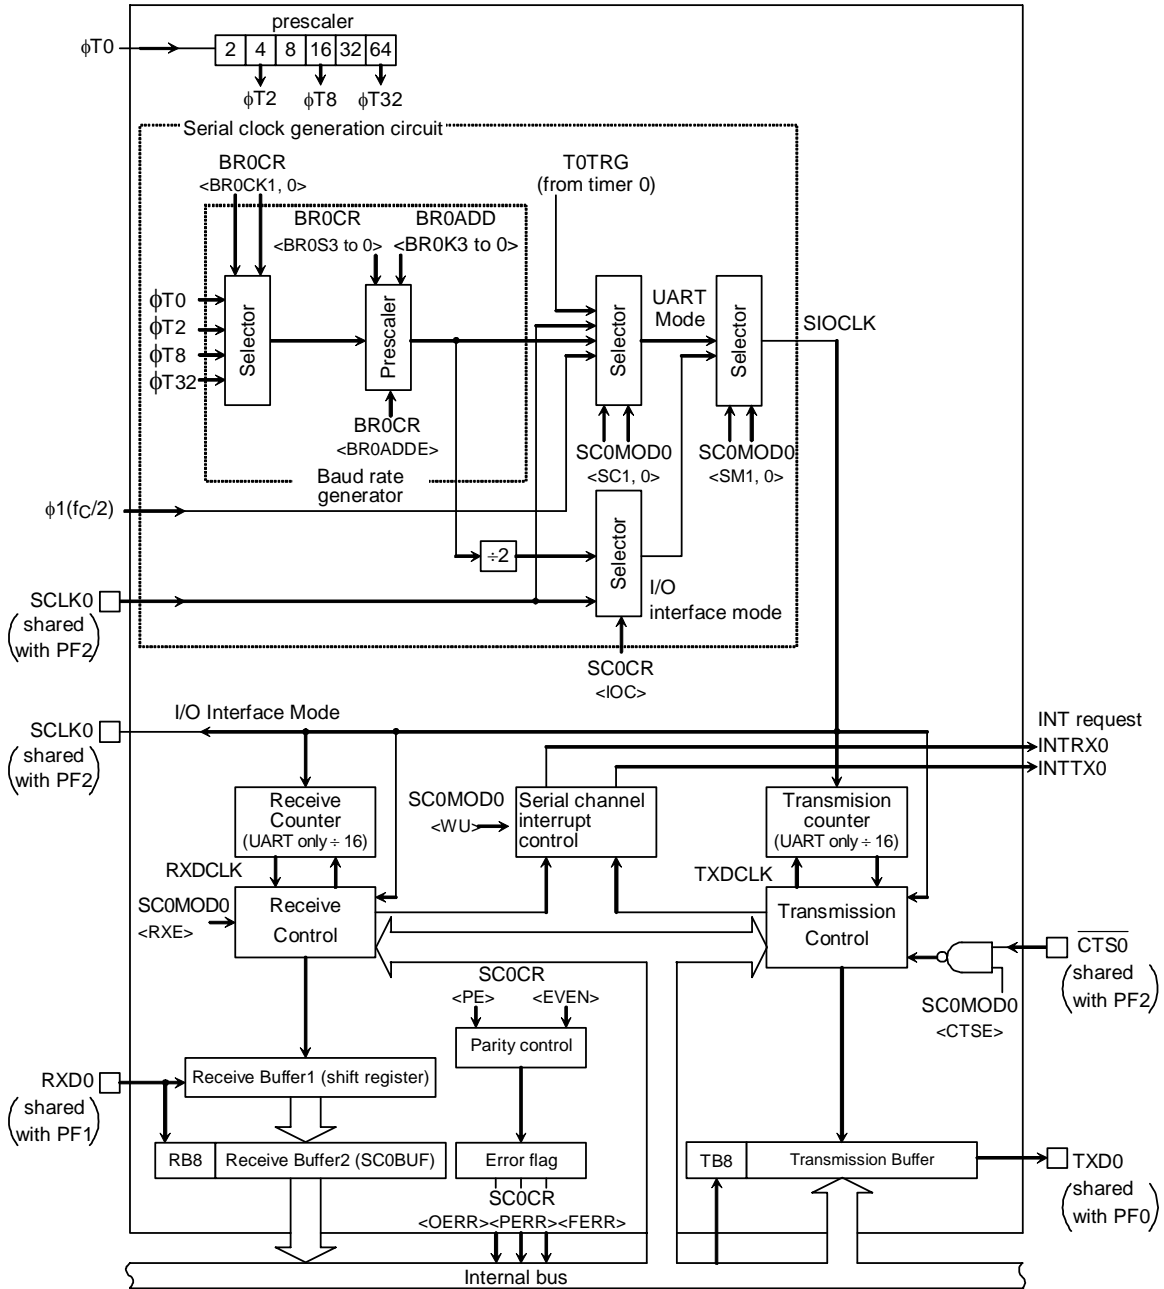 prescaler
ϕT0
2 4 8 16 32 64
ϕT2 ϕT8 ϕT32
Serial clock generation circuit
BR0CR
<BR0CK1, 0>
T0TRG
(from timer 0)
BR0CR
<BR0S3 to 0>
BR0ADD
<BR0K3 to 0>
ϕT0
ϕT2
ϕT8
ϕT32
Selector
Prescaler
Selector
UART
Mode
Selector
SIOCLK
BR0CR
<BR0ADDE>
Baud rate
generator
SC0MOD0
<SC1, 0>
SC0MOD0
<SM1, 0>
ϕ1(fC/2)
÷2
Selector
I/O
interface mode
SCLK0
(shared
with PF2)
SC0CR
<IOC>
I/O Interface Mode
SCLK0
(shared
with PF2)
INT request
INTRX0
INTTX0
Receive
Counter
(UART only ÷ 16)
SC0MOD0
<WU>
Serial channel
interrupt
control
Transmision
counter
(UART only ÷ 16)
RXDCLK
TXDCLK
SC0MOD0
<RXE>
Receive
Control
Transmission
Control
CTS0
(shared
with PF2)
SC0MOD0
<CTSE>
SC0CR
<PE> <EVEN>
Parity control
RXD0
(shared
with PF1)
Receive Buffer1 (shift register)
RB8 Receive Buffer2 (SC0BUF)
Error flag
SC0CR
<OERR><PERR><FERR>
TB8 Transmission Buffer
TXD0
(shared
with PF0)
Internal bus